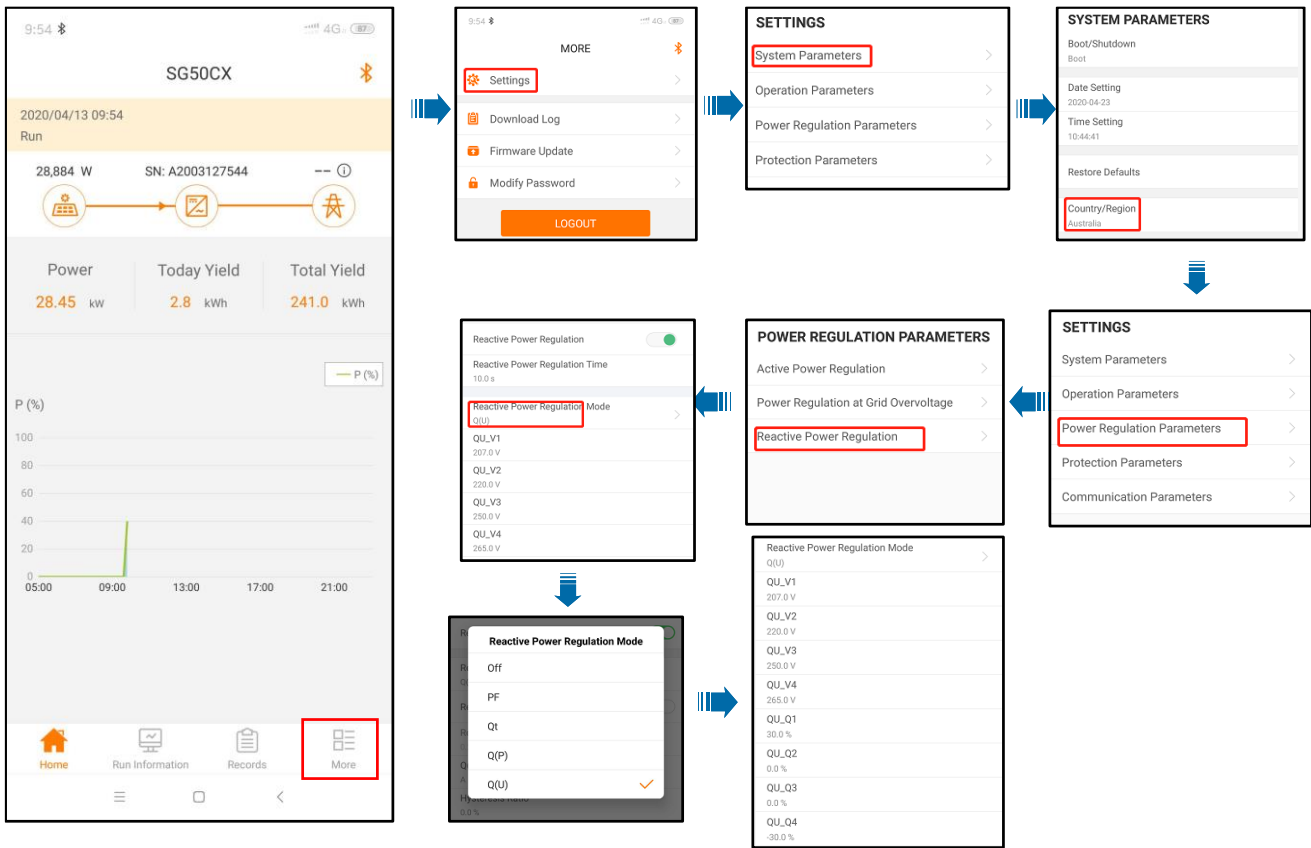 9:54
4G
87
SG50CX
2020/04/13 09:54
Run
28,884 W
SN: A2003127544
--
Power
Today Yield
Total Yield
28.45 kW
2.8 kWh
241.0 kWh
P (%)
P (%)
100
80
60
40
20
0
05:00
09:00
13:00
17:00
21:00
Home
Run Information
Records
More
9:54
4G
87
MORE
Settings
Download Log
Firmware Update
Modify Password
LOGOUT
SETTINGS
System Parameters
Operation Parameters
Power Regulation Parameters
Protection Parameters
SYSTEM PARAMETERS
Boot/Shutdown
Boot
Date Setting
2020-04-23
Time Setting
10:44:41
Restore Defaults
Country/Region
Australia
SETTINGS
System Parameters
Operation Parameters
Power Regulation Parameters
Protection Parameters
Communication Parameters
POWER REGULATION PARAMETERS
Active Power Regulation
Power Regulation at Grid Overvoltage
Reactive Power Regulation
Reactive Power Regulation
Reactive Power Regulation Time
10.0 s
Reactive Power Regulation Mode
Q(U)
QU_V1
207.0 V
QU_V2
220.0 V
QU_V3
250.0 V
QU_V4
265.0 V
Reactive Power Regulation Mode
Off
PF
Qt
Q(P)
Q(U)
Hysteresis Ratio
0.0 %
Reactive Power Regulation Mode
Q(U)
QU_V1
207.0 V
QU_V2
220.0 V
QU_V3
250.0 V
QU_V4
265.0 V
QU_Q1
30.0 %
QU_Q2
0.0 %
QU_Q3
0.0 %
QU_Q4
-30.0 %